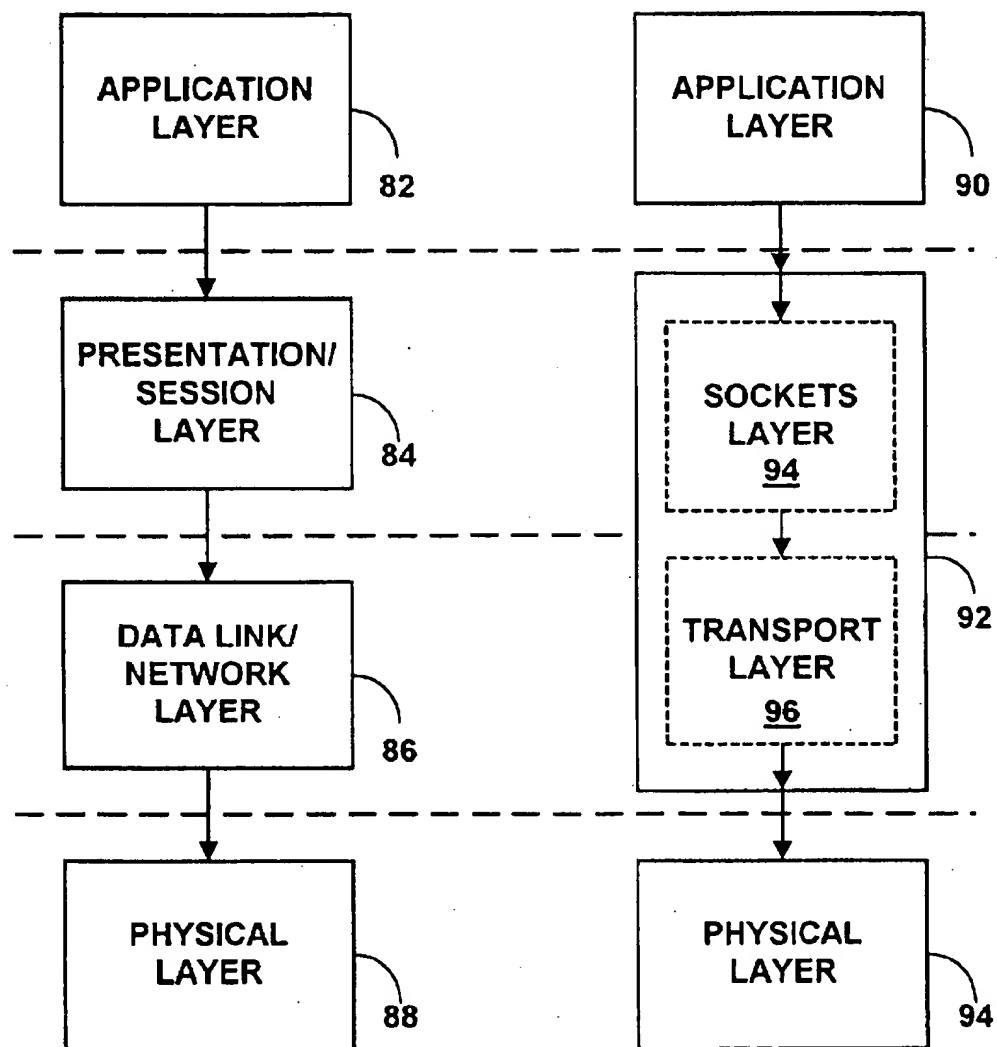 APPLICATION
LAYER
82
PRESENTATION/
SESSION
LAYER
84
DATA LINK/
NETWORK
LAYER
86
PHYSICAL
LAYER
88
APPLICATION
LAYER
90
SOCKETS
LAYER
94
TRANSPORT
LAYER
96
92
PHYSICAL
LAYER
94